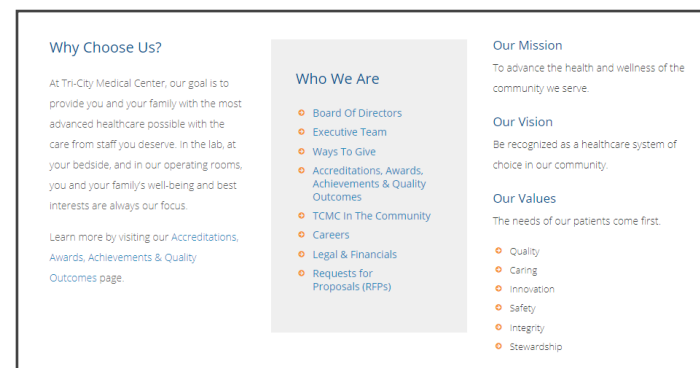 Why Choose Us?
At Tri-City Medical Center, our goal is to
provide you and your family with the most
advanced healthcare possible with the
care from staff you deserve. In the lab, at
your bedside, and in our operating rooms,
you and your family's well-being and best
interests are always our focus.
Learn more by visiting our Accreditations,
Awards, Achievements & Quality
Outcomes page.
Who We Are
Board Of Directors
Executive Team
Ways To Give
Accreditations, Awards,
Achievements & Quality
Outcomes
TCMC In The Community
Careers
Legal & Financials
Requests for
Proposals (RFPs)
Our Mission
To advance the health and wellness of the
community we serve.
Our Vision
Be recognized as a healthcare system of
choice in our community.
Our Values
The needs of our patients come first.
Quality
Caring
Innovation
Safety
Integrity
Stewardship